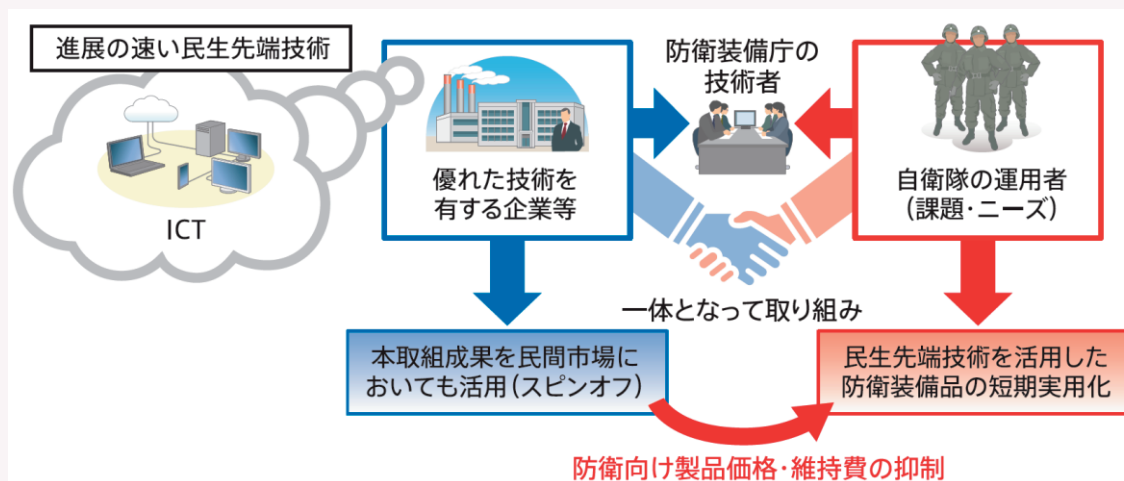 進展の速い民生先端技術
ICT
優れた技術を
有する企業等
防衛装備庁の
技術者
自衛隊の運用者
(課題・ニーズ)
一体となって取り組み
本取組成果を民間市場に
おいても活用(スピンオフ)
民生先端技術を活用した
防衛装備品の短期実用化
防衛向け製品価格・維持費の抑制